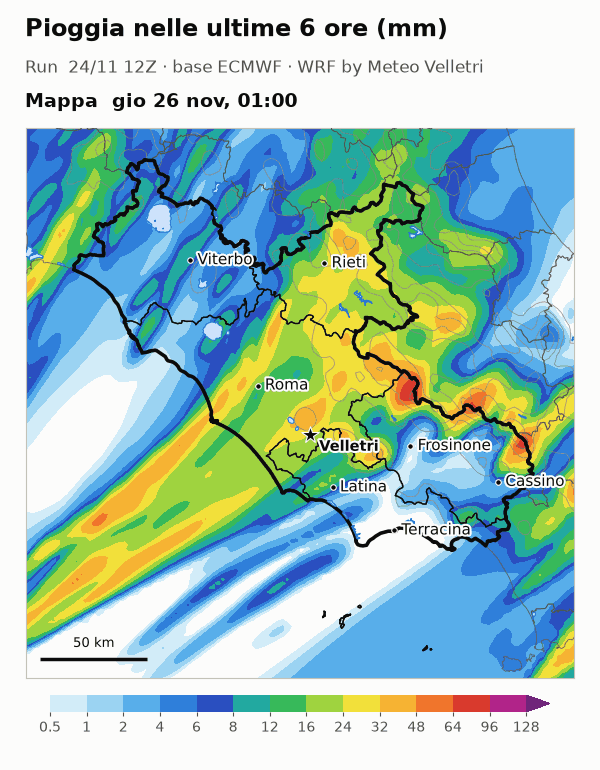 Pioggia nelle ultime 6 ore (mm)
Run  24/11 12Z · base ECMWF · WRF by Meteo Velletri
Mappa  gio 26 nov, 01:00
Viterbo
Rieti
Roma
Velletri
Frosinone
Latina
Cassino
Terracina
50 km
0.5 1 2 4 6 8 12 16 24 32 48 64 96 128